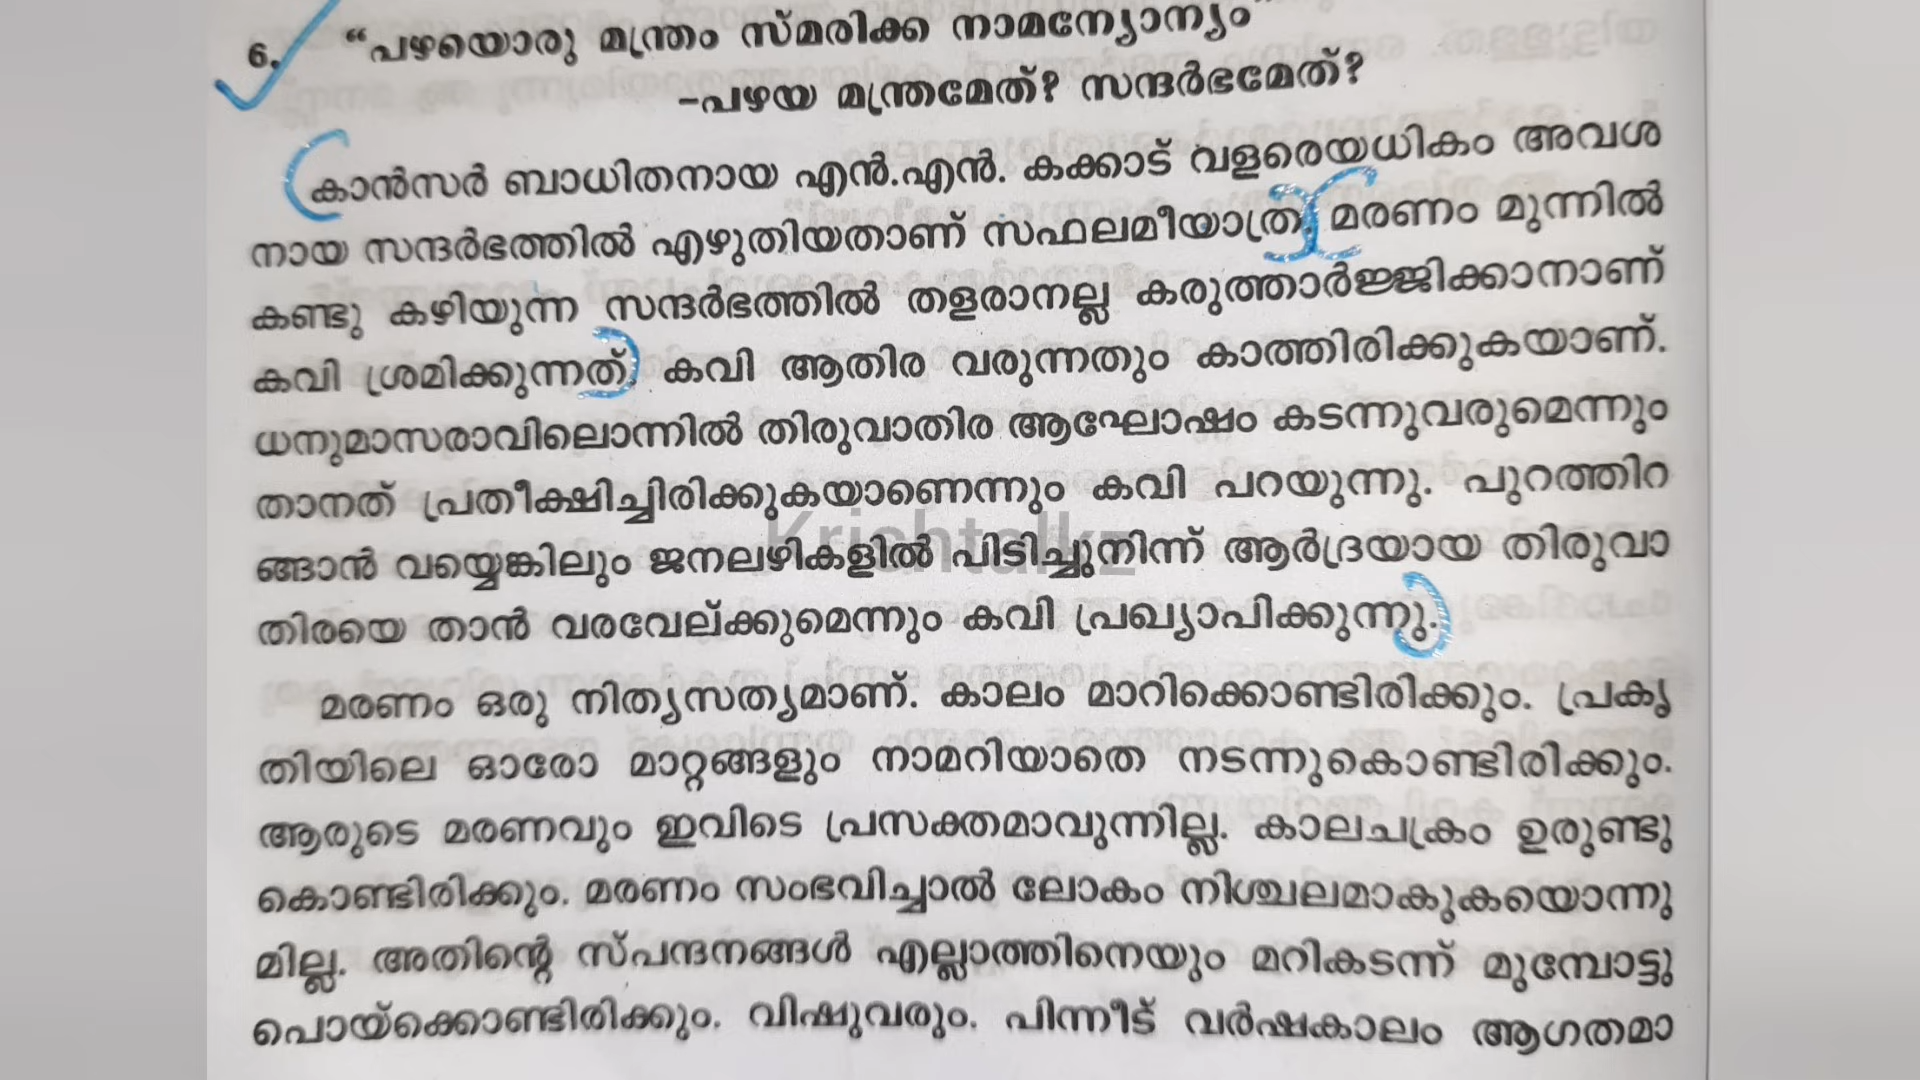 6. “പഴയൊരു മന്ത്രം സ്മരിക്ക നാമന്യോന്യം”
-പഴയ മന്ത്രമേത്? സന്ദർഭമേത്?
കാൻസർ ബാധിതനായ എൻ.എൻ. കക്കാട് വളരെയധികം അവശ
നായ സന്ദർഭത്തിൽ എഴുതിയതാണ് സഫലമീയാത്ര. മരണം മുന്നിൽ
കണ്ടു കഴിയുന്ന സന്ദർഭത്തിൽ തളരാനല്ല കരുത്താർജ്ജിക്കാനാണ്
കവി ശ്രമിക്കുന്നത്. കവി ആതിര വരുന്നതും കാത്തിരിക്കുകയാണ്.
ധനുമാസരാവിലൊന്നിൽ തിരുവാതിര ആഘോഷം കടന്നുവരുമെന്നും
താനത് പ്രതീക്ഷിച്ചിരിക്കുകയാണെന്നും കവി പറയുന്നു. പുറത്തിറ
ങ്ങാൻ വയ്യെങ്കിലും ജനലഴികളിൽ പിടിച്ചുനിന്ന് ആർദ്രയായ തിരുവാ
തിരയെ താൻ വരവേല്ക്കുമെന്നും കവി പ്രഖ്യാപിക്കുന്നു.
മരണം ഒരു നിത്യസത്യമാണ്. കാലം മാറിക്കൊണ്ടിരിക്കും. പ്രകൃ
തിയിലെ ഓരോ മാറ്റങ്ങളും നാമറിയാതെ നടന്നുകൊണ്ടിരിക്കും.
ആരുടെ മരണവും ഇവിടെ പ്രസക്തമാവുന്നില്ല. കാലചക്രം ഉരുണ്ടു
കൊണ്ടിരിക്കും. മരണം സംഭവിച്ചാൽ ലോകം നിശ്ചലമാകുകയൊന്നു
മില്ല. അതിന്റെ സ്പന്ദനങ്ങൾ എല്ലാത്തിനെയും മറികടന്ന് മുമ്പോട്ടു
പൊയ്ക്കൊണ്ടിരിക്കും. വിഷുവരും. പിന്നീട് വർഷകാലം ആഗതമാ
Krishtalkz